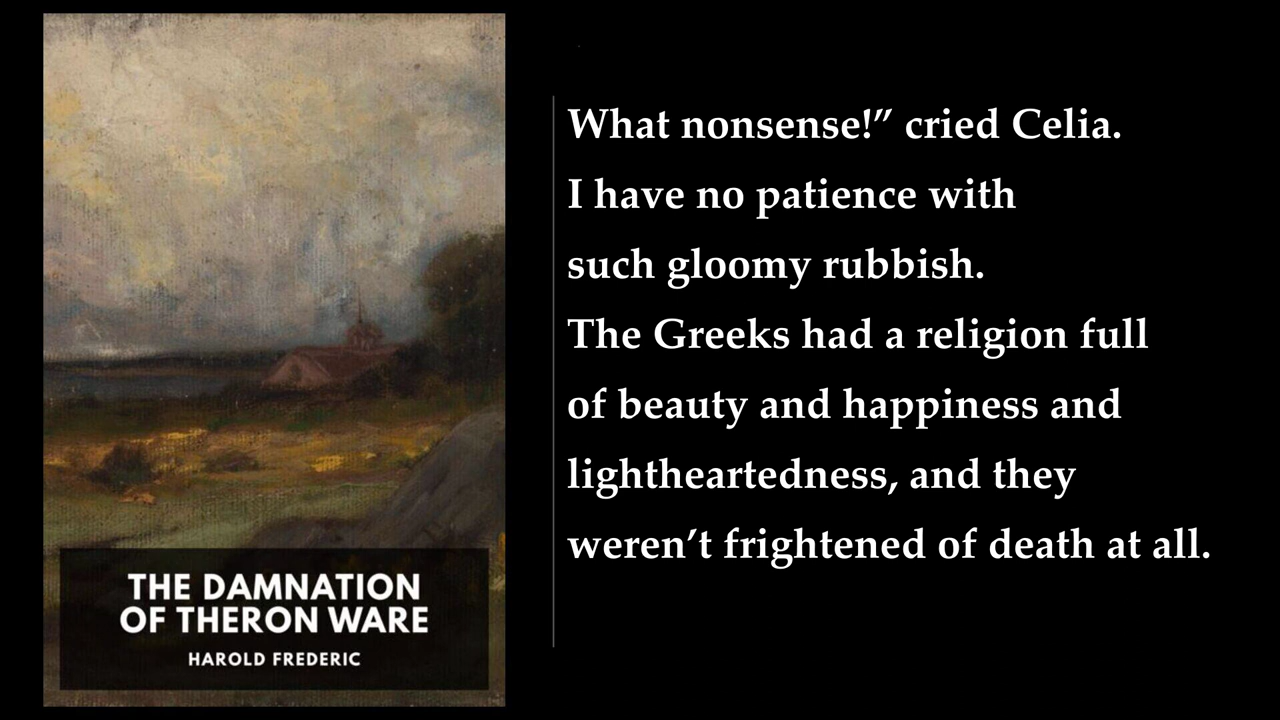 What nonsense!” cried Celia.
I have no patience with
such gloomy rubbish.
The Greeks had a religion full
of beauty and happiness and
lightheartedness, and they
weren’t frightened of death at all.
THE DAMNATION
OF THERON WARE
HAROLD FREDERIC